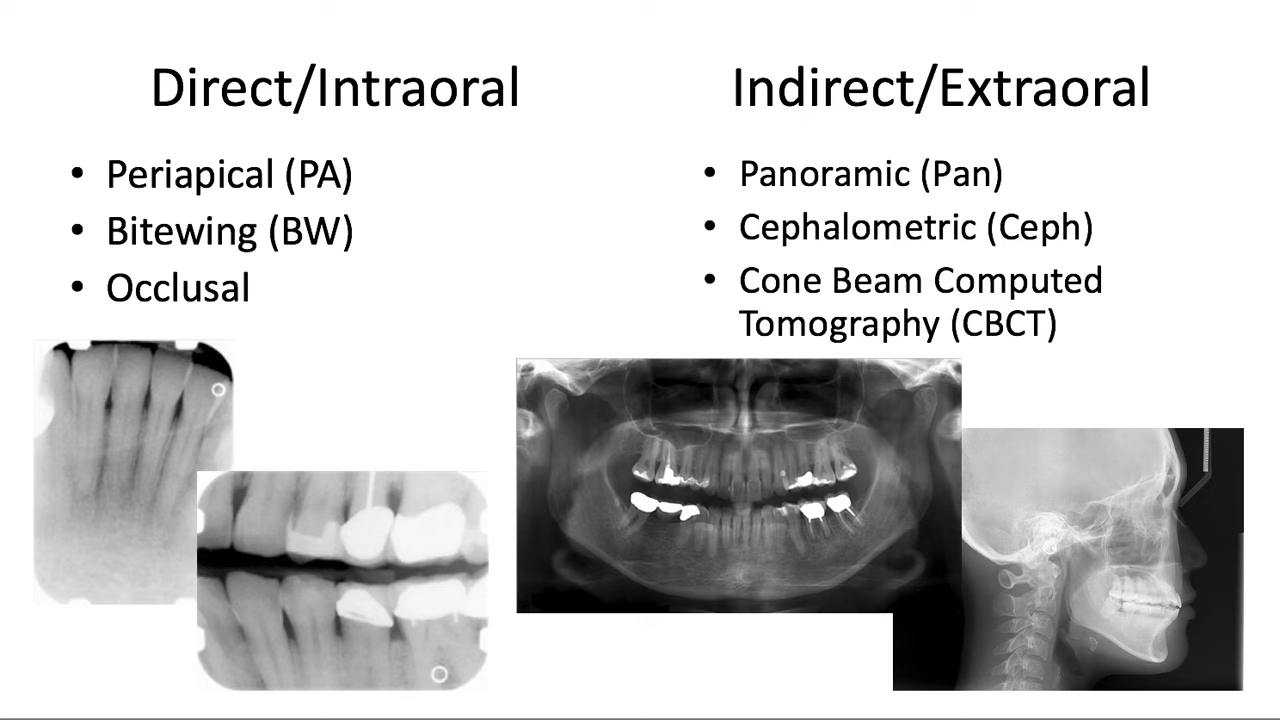 Direct/Intraoral
• Periapical (PA)
• Bitewing (BW)
• Occlusal
Indirect/Extraoral
• Panoramic (Pan)
• Cephalometric (Ceph)
• Cone Beam Computed
Tomography (CBCT)